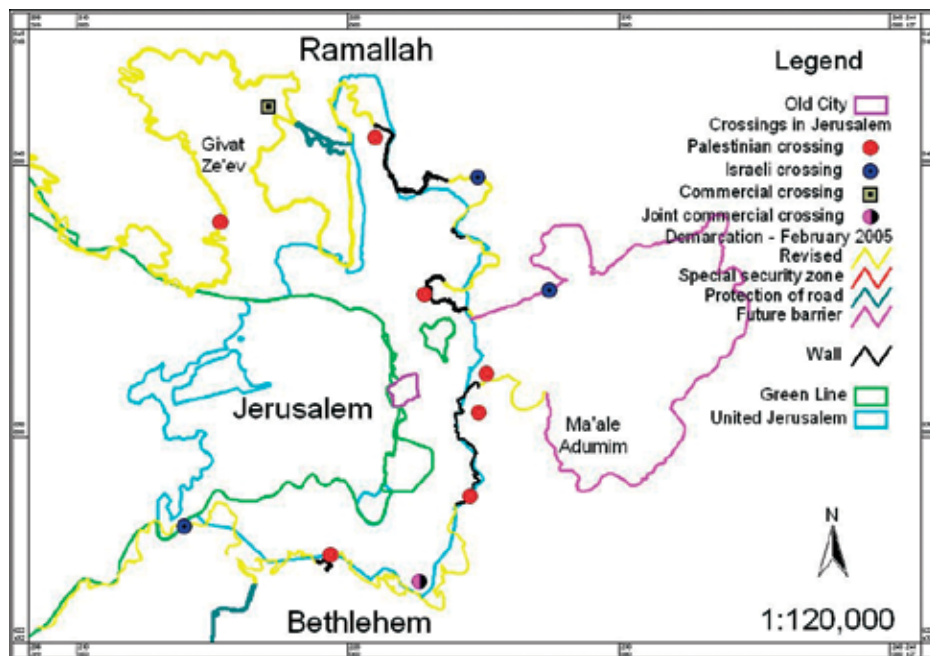 Ramallah
Legend
Old City
Crossings in Jerusalem
Palestinian crossing
Israeli crossing
Commercial crossing
Joint commercial crossing
Demarcation - February 2005
Revised
Special security zone
Protection of road
Future barrier
Wall
Green Line
United Jerusalem
Givat
Ze'ev
Jerusalem
Ma'ale
Adumim
N
Bethlehem
1:120,000